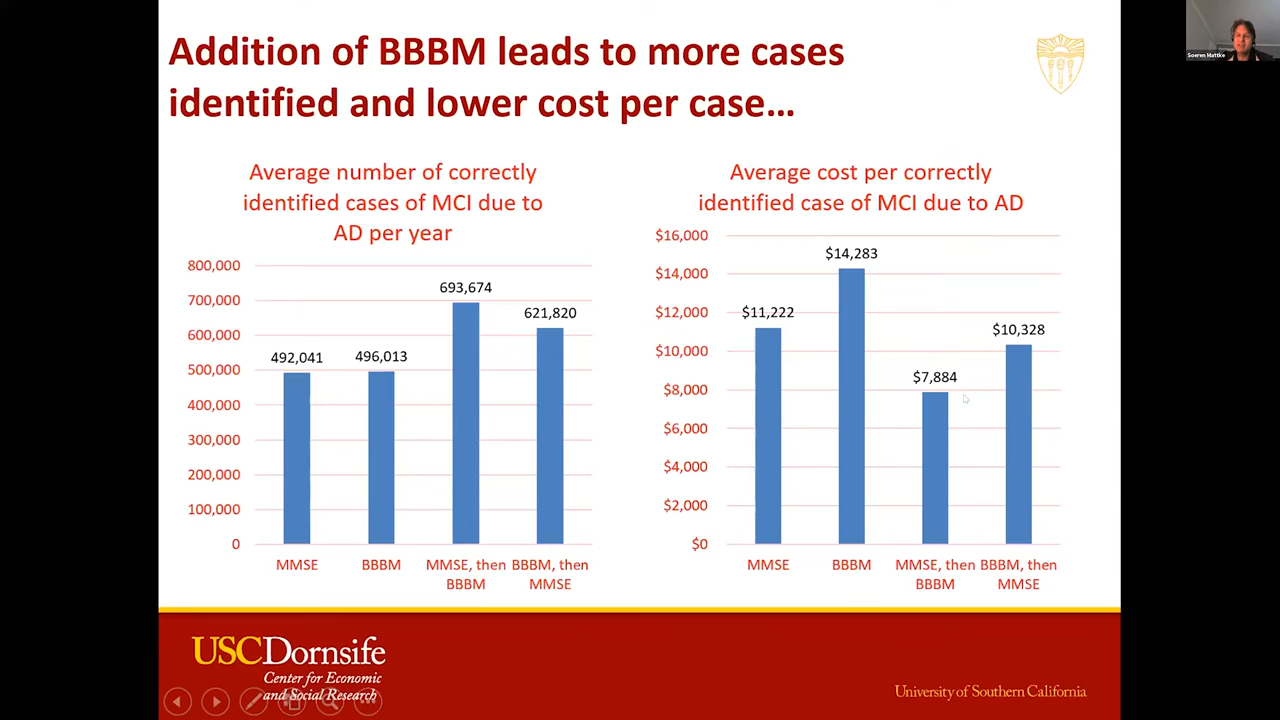 Addition of BBBM leads to more cases
identified and lower cost per case…
Soeren Mattke
Average number of correctly
identified cases of MCI due to
AD per year
800,000
700,000
600,000
500,000
400,000
300,000
200,000
100,000
0
492,041
496,013
693,674
621,820
MMSE
BBBM
MMSE, then
BBBM
BBBM, then
MMSE
Average cost per correctly
identified case of MCI due to AD
$16,000
$14,000
$12,000
$10,000
$8,000
$6,000
$4,000
$2,000
$0
$11,222
$14,283
$7,884
$10,328
MMSE
BBBM
MMSE, then
BBBM
BBBM, then
MMSE
USCDornsife
Center for Economic
and Social Research
University of Southern California